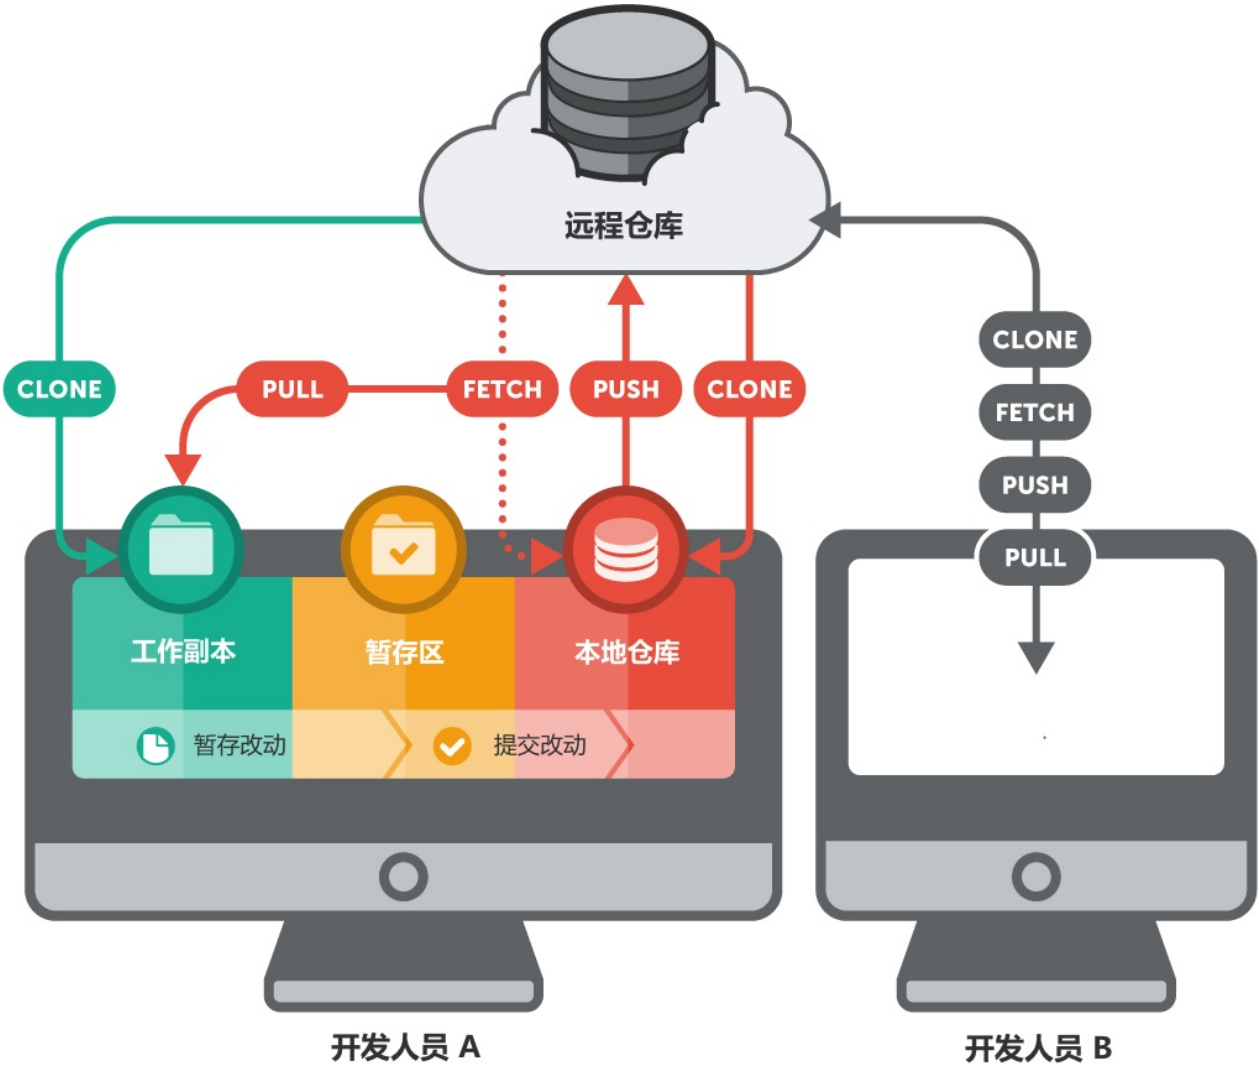 远程仓库
CLONE
PULL
FETCH
PUSH
CLONE
CLONE
FETCH
PUSH
PULL
工作副本
暂存区
本地仓库
暂存改动
提交改动
开发人员 A
开发人员 B